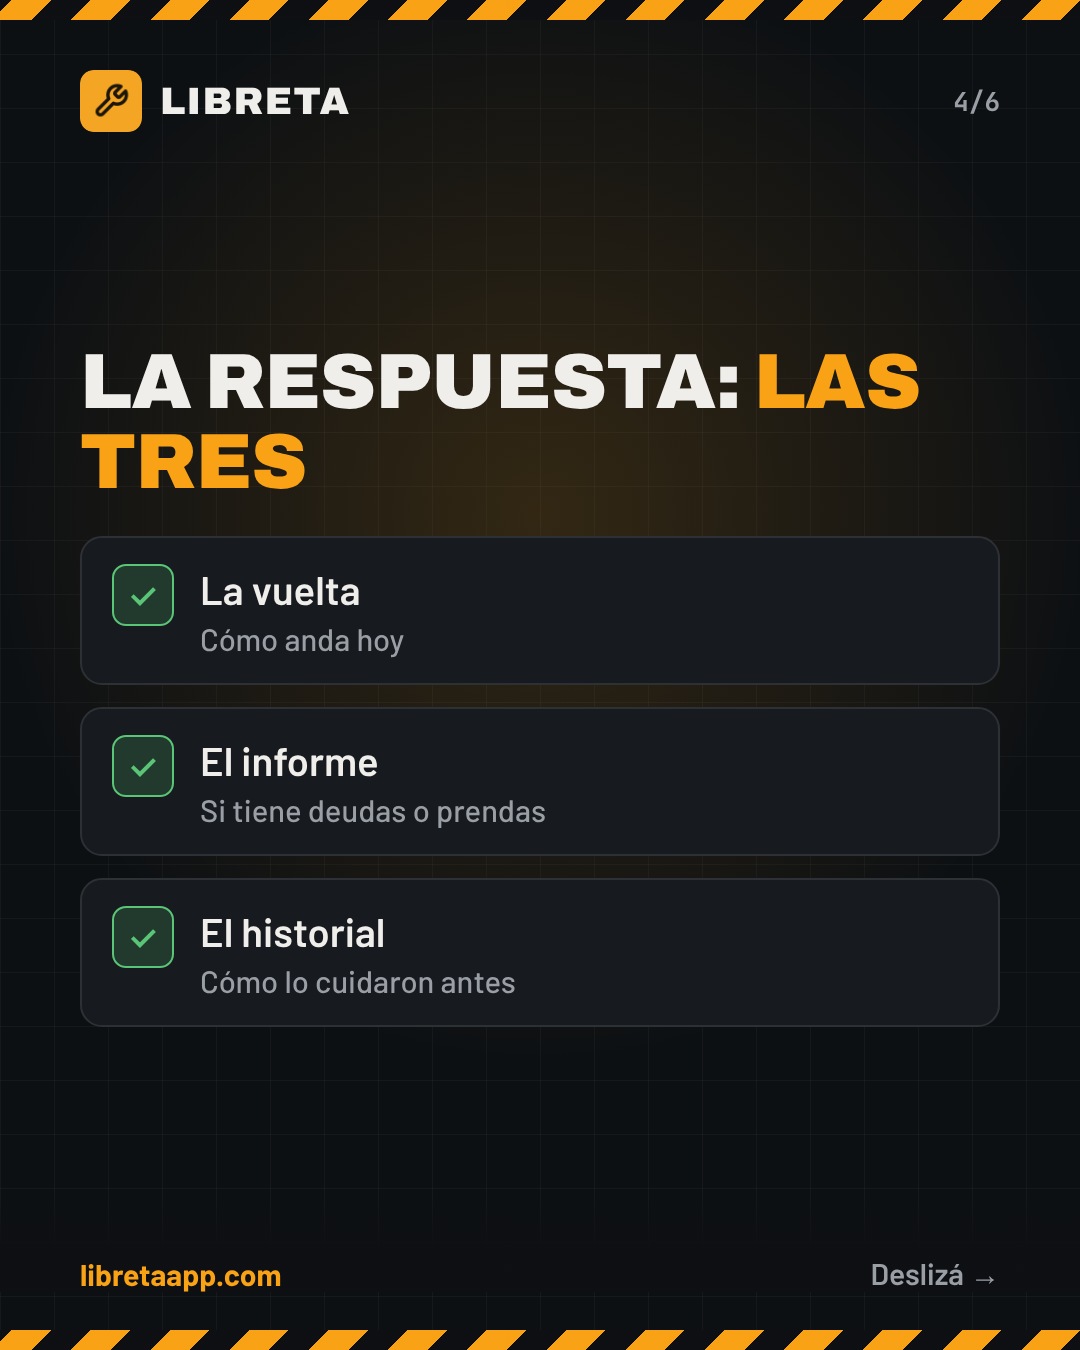 LIBRETA
4/6
LA RESPUESTA: LAS
TRES
La vuelta
Cómo anda hoy
El informe
Si tiene deudas o prendas
El historial
Cómo lo cuidaron antes
libretaapp.com
Deslizá →